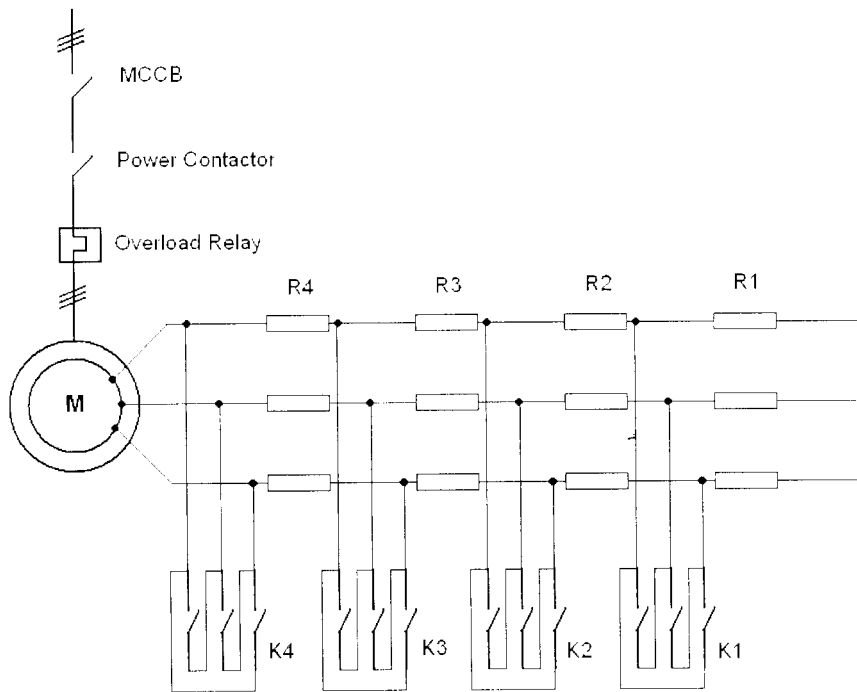 MCCB
Power Contactor
Overload Relay
R4 R3 R2 R1
M
K4 K3 K2 K1